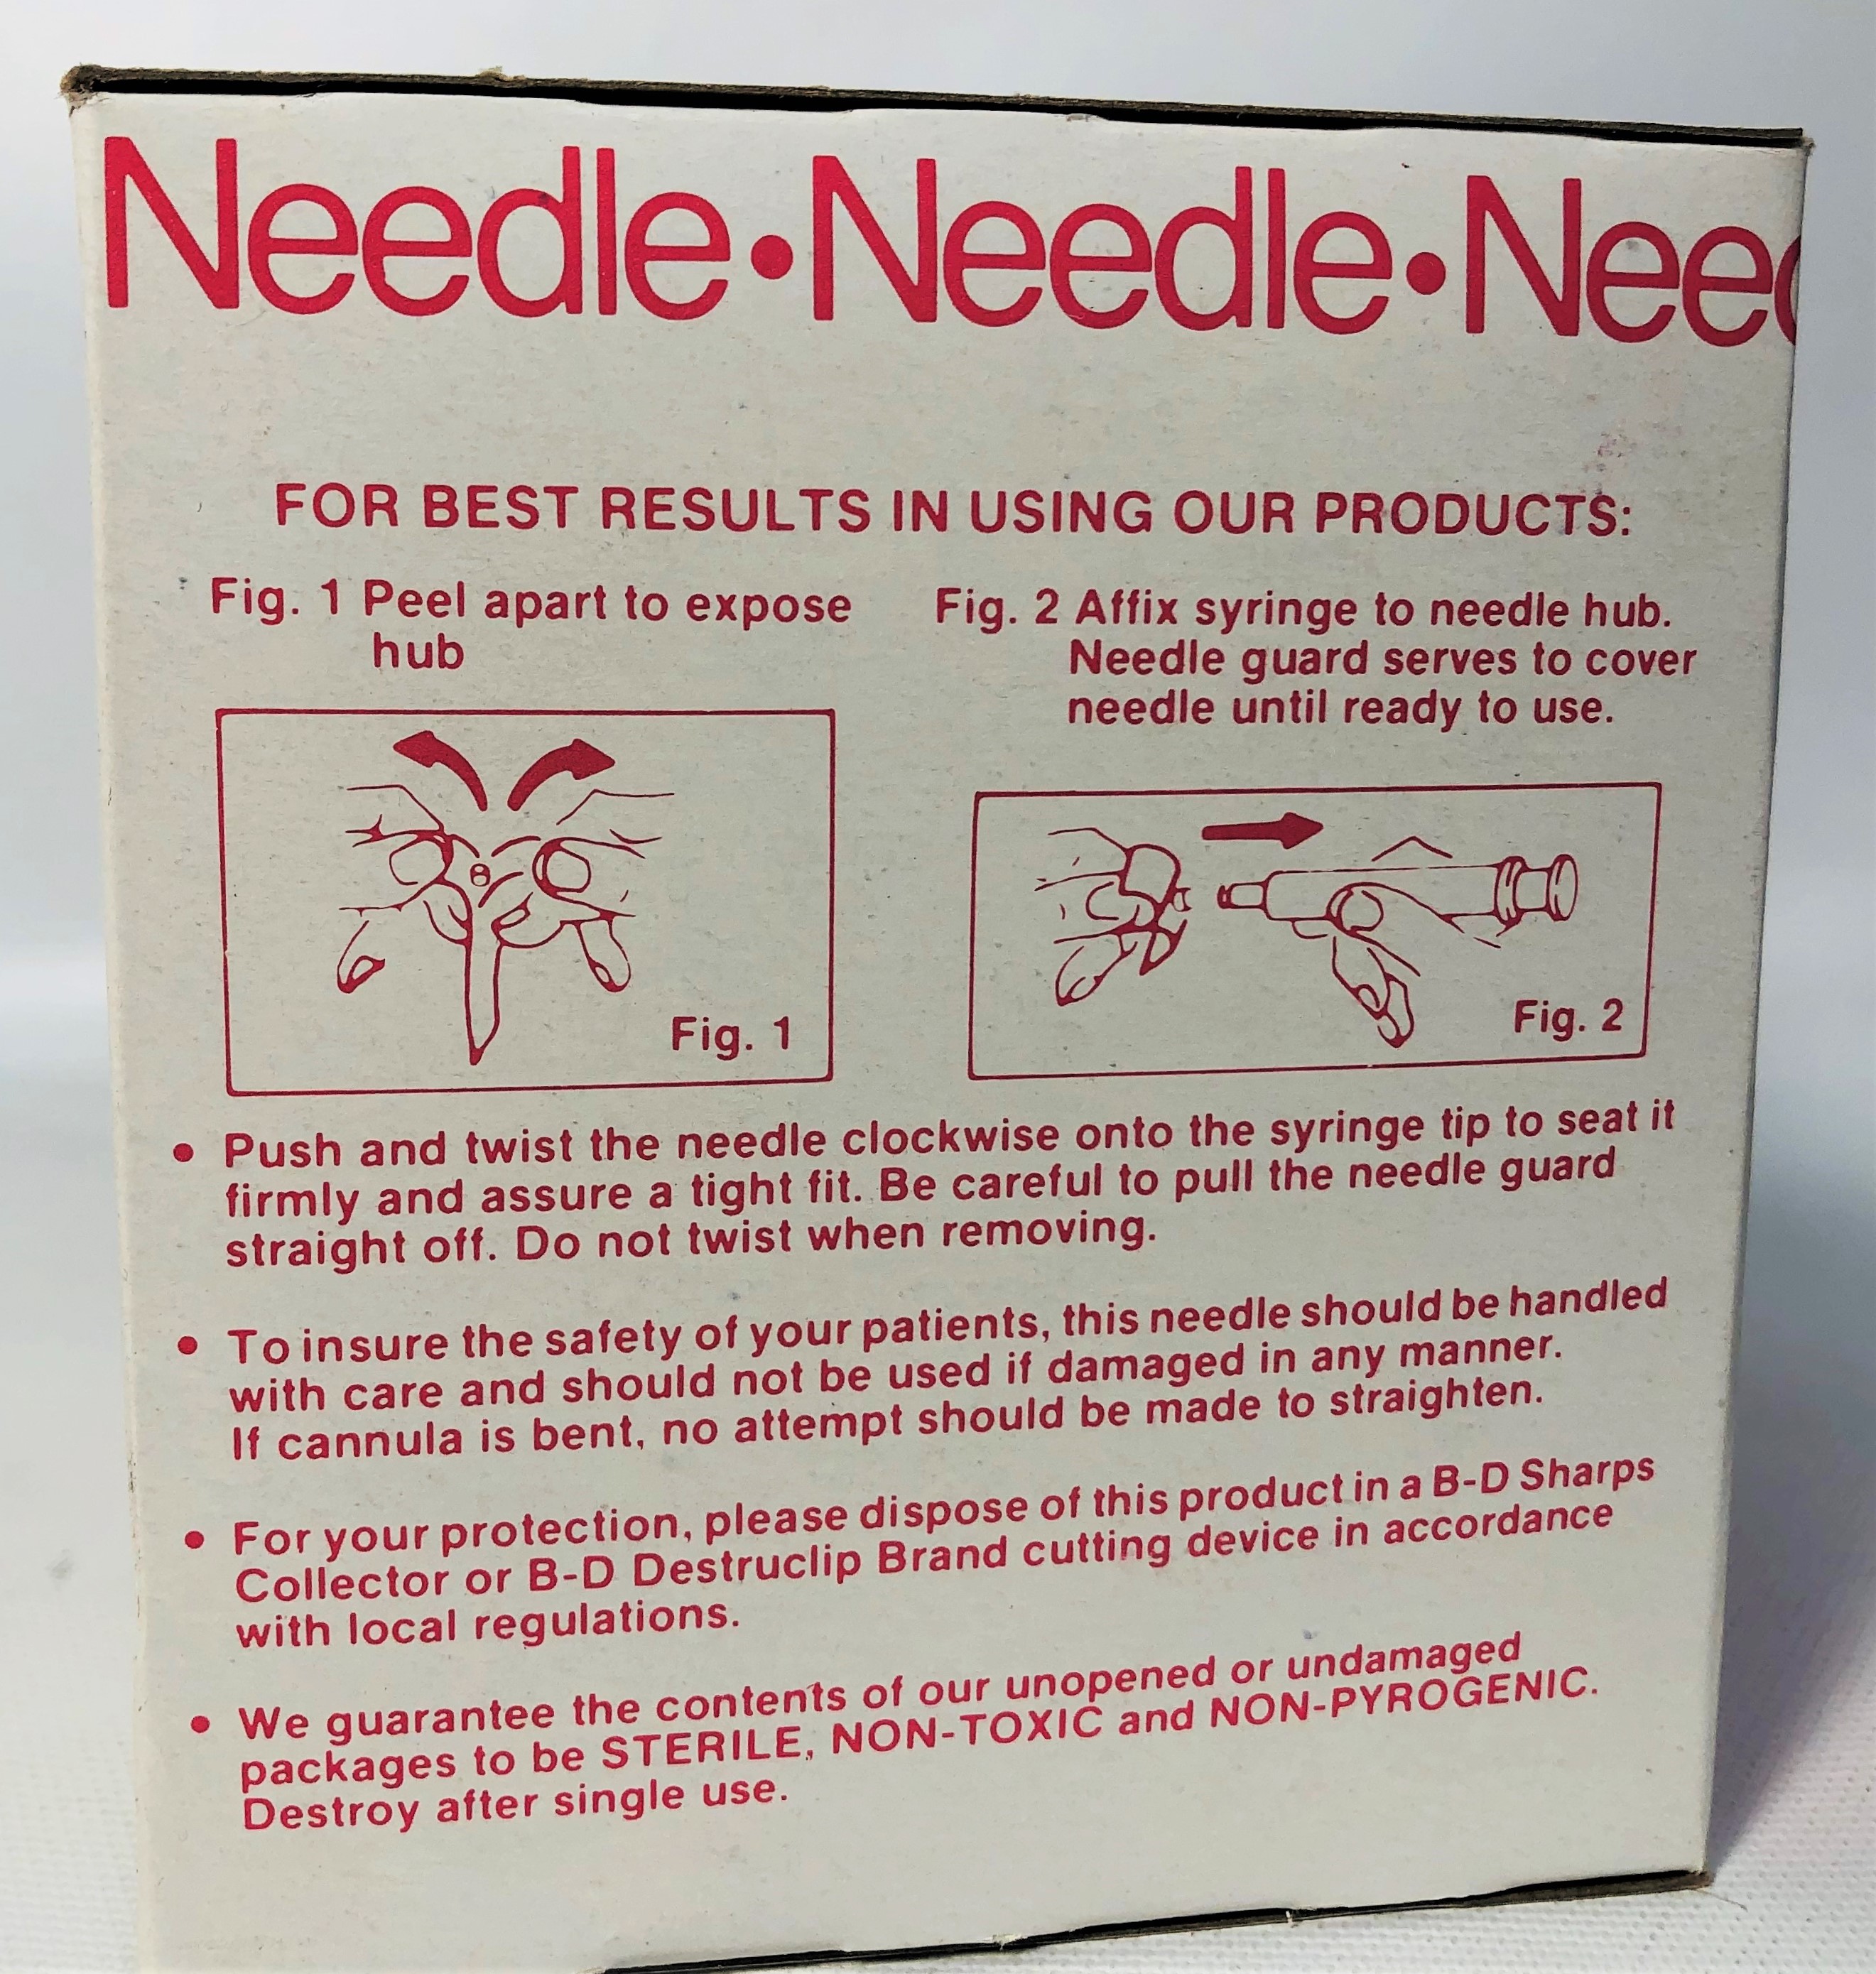 Needle•Needle•Nee
FOR BEST RESULTS IN USING OUR PRODUCTS:
Fig. 1 Peel apart to expose
hub
Fig. 2 Affix syringe to needle hub.
Needle guard serves to cover
needle until ready to use.
Fig. 1
Fig. 2
• Push and twist the needle clockwise onto the syringe tip to seat it
firmly and assure a tight fit. Be careful to pull the needle guard
straight off. Do not twist when removing.
• To insure the safety of your patients, this needle should be handled
with care and should not be used if damaged in any manner.
If cannula is bent, no attempt should be made to straighten.
• For your protection, please dispose of this product in a B-D Sharps
Collector or B-D Destruclip Brand cutting device in accordance
with local regulations.
• We guarantee the contents of our unopened or undamaged
packages to be STERILE, NON-TOXIC and NON-PYROGENIC.
Destroy after single use.